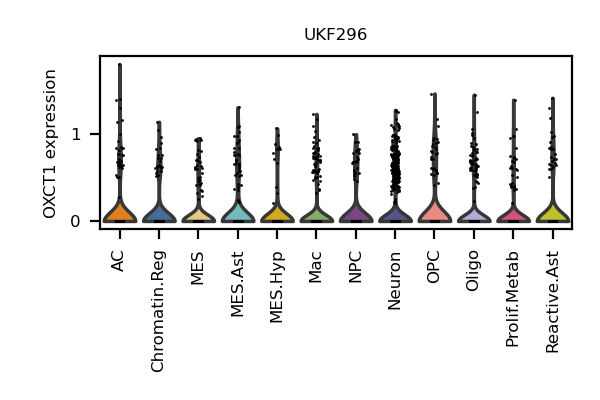 UKF296
OXCT1 expression
1
0
AC
Chromatin.Reg
MES
MES.Ast
MES.Hyp
Mac
NPC
Neuron
OPC
Oligo
Prolif.Metab
Reactive.Ast